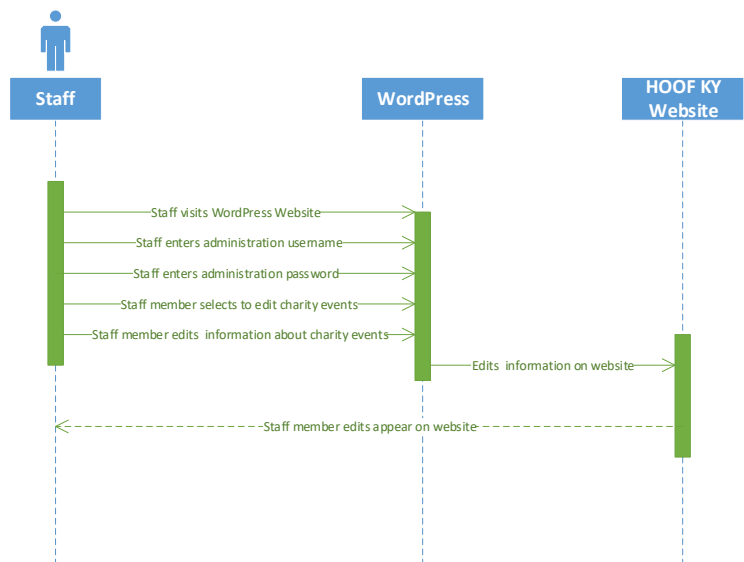 Staff
WordPress
HOOF KY
Website
Staff visits WordPress Website
Staff enters administration username
Staff enters administration password
Staff member selects to edit charity events
Staff member edits  information about charity events
Edits  information on website
Staff member edits appear on website